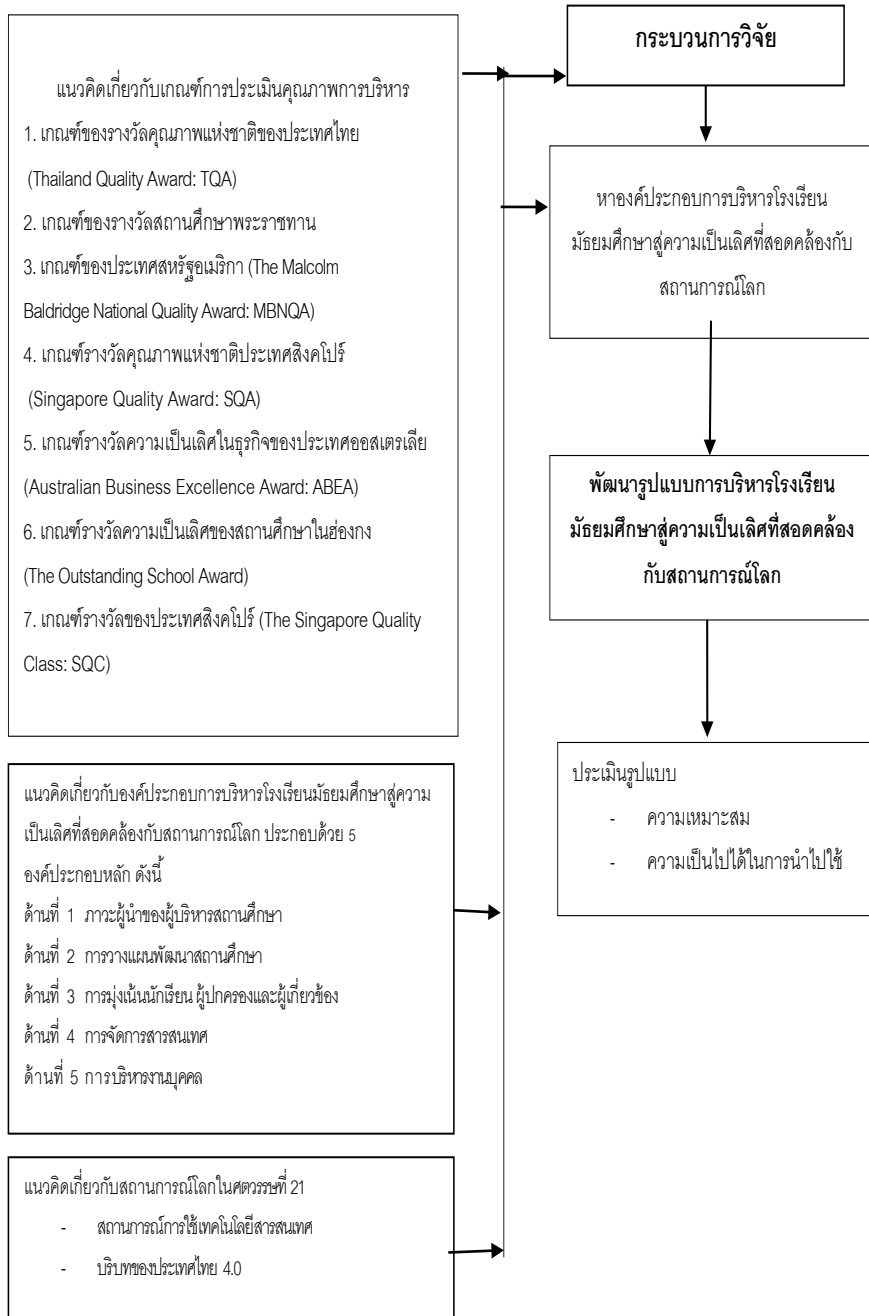 แนวคิดเกี่ยวกับเกณฑ์การประเมินคุณภาพการบริหาร
1. เกณฑ์ของรางวัลคุณภาพแห่งชาติของประเทศไทย
(Thailand Quality Award: TQA)
2. เกณฑ์ของรางวัลสถานศึกษาพระราชทาน
3. เกณฑ์ของประเทศสหรัฐอเมริกา (The Malcolm
Baldridge National Quality Award: MBNQA)
4. เกณฑ์รางวัลคุณภาพแห่งชาติประเทศสิงคโปร์
(Singapore Quality Award: SQA)
5. เกณฑ์รางวัลความเป็นเลิศในธุรกิจของประเทศออสเตรเลีย
(Australian Business Excellence Award: ABEA)
6. เกณฑ์รางวัลความเป็นเลิศของสถานศึกษาในฮ่องกง
(The Outstanding School Award)
7. เกณฑ์รางวัลของประเทศสิงคโปร์ (The Singapore Quality
Class: SQC)
แนวคิดเกี่ยวกับองค์ประกอบการบริหารโรงเรียนมัธยมศึกษาสู่ความ
เป็นเลิศที่สอดคล้องกับสถานการณ์โลก ประกอบด้วย 5
องค์ประกอบหลัก ดังนี้
ด้านที่ 1 ภาวะผู้นำของผู้บริหารสถานศึกษา
ด้านที่ 2 การวางแผนพัฒนาสถานศึกษา
ด้านที่ 3 การมุ่งเน้นนักเรียน ผู้ปกครองและผู้เกี่ยวข้อง
ด้านที่ 4 การจัดการสารสนเทศ
ด้านที่ 5 การบริหารงานบุคคล
แนวคิดเกี่ยวกับสถานการณ์โลกในศตวรรษที่ 21
- สถานการณ์การใช้เทคโนโลยีสารสนเทศ
- บริบทของประเทศไทย 4.0
กระบวนการวิจัย
หาองค์ประกอบการบริหารโรงเรียน
มัธยมศึกษาสู่ความเป็นเลิศที่สอดคล้องกับ
สถานการณ์โลก
พัฒนารูปแบบการบริหารโรงเรียน
มัธยมศึกษาสู่ความเป็นเลิศที่สอดคล้อง
กับสถานการณ์โลก
ประเมินรูปแบบ
- ความเหมาะสม
- ความเป็นไปได้ในการนำไปใช้